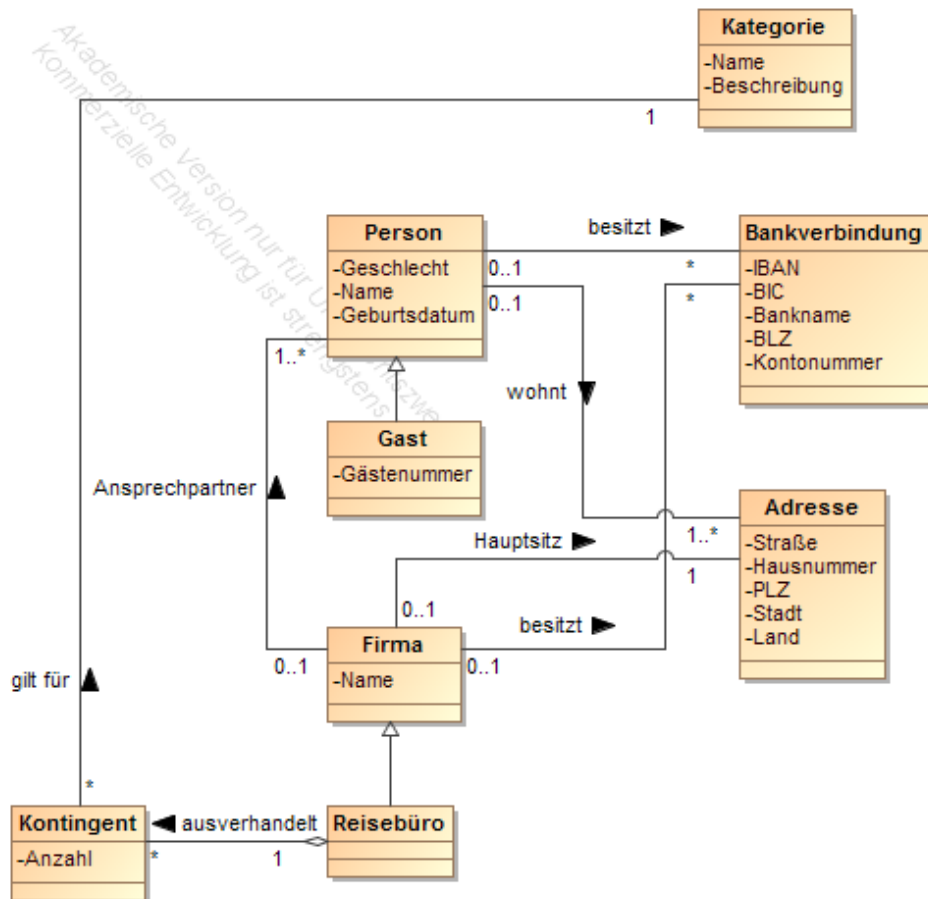 Kategorie
-Name
-Beschreibung
1
Akademische Version nur für U
Kommerzielle Entwicklung ist strengstens
Person
-Geschlecht
-Name
-Geburtsdatum
besitzt
0..1
*
0..1
*
Bankverbindung
-IBAN
-BIC
-Bankname
-BLZ
-Kontonummer
1..*
wohnt
Gast
-Gästenummer
Ansprechpartner
Adresse
-Straße
-Hausnummer
-PLZ
-Stadt
-Land
1..*
Hauptsitz
1
0..1
besitzt
Firma
-Name
0..1
0..1
gilt für
*
Kontingent
-Anzahl
ausverhandelt
*
1
Reisebüro